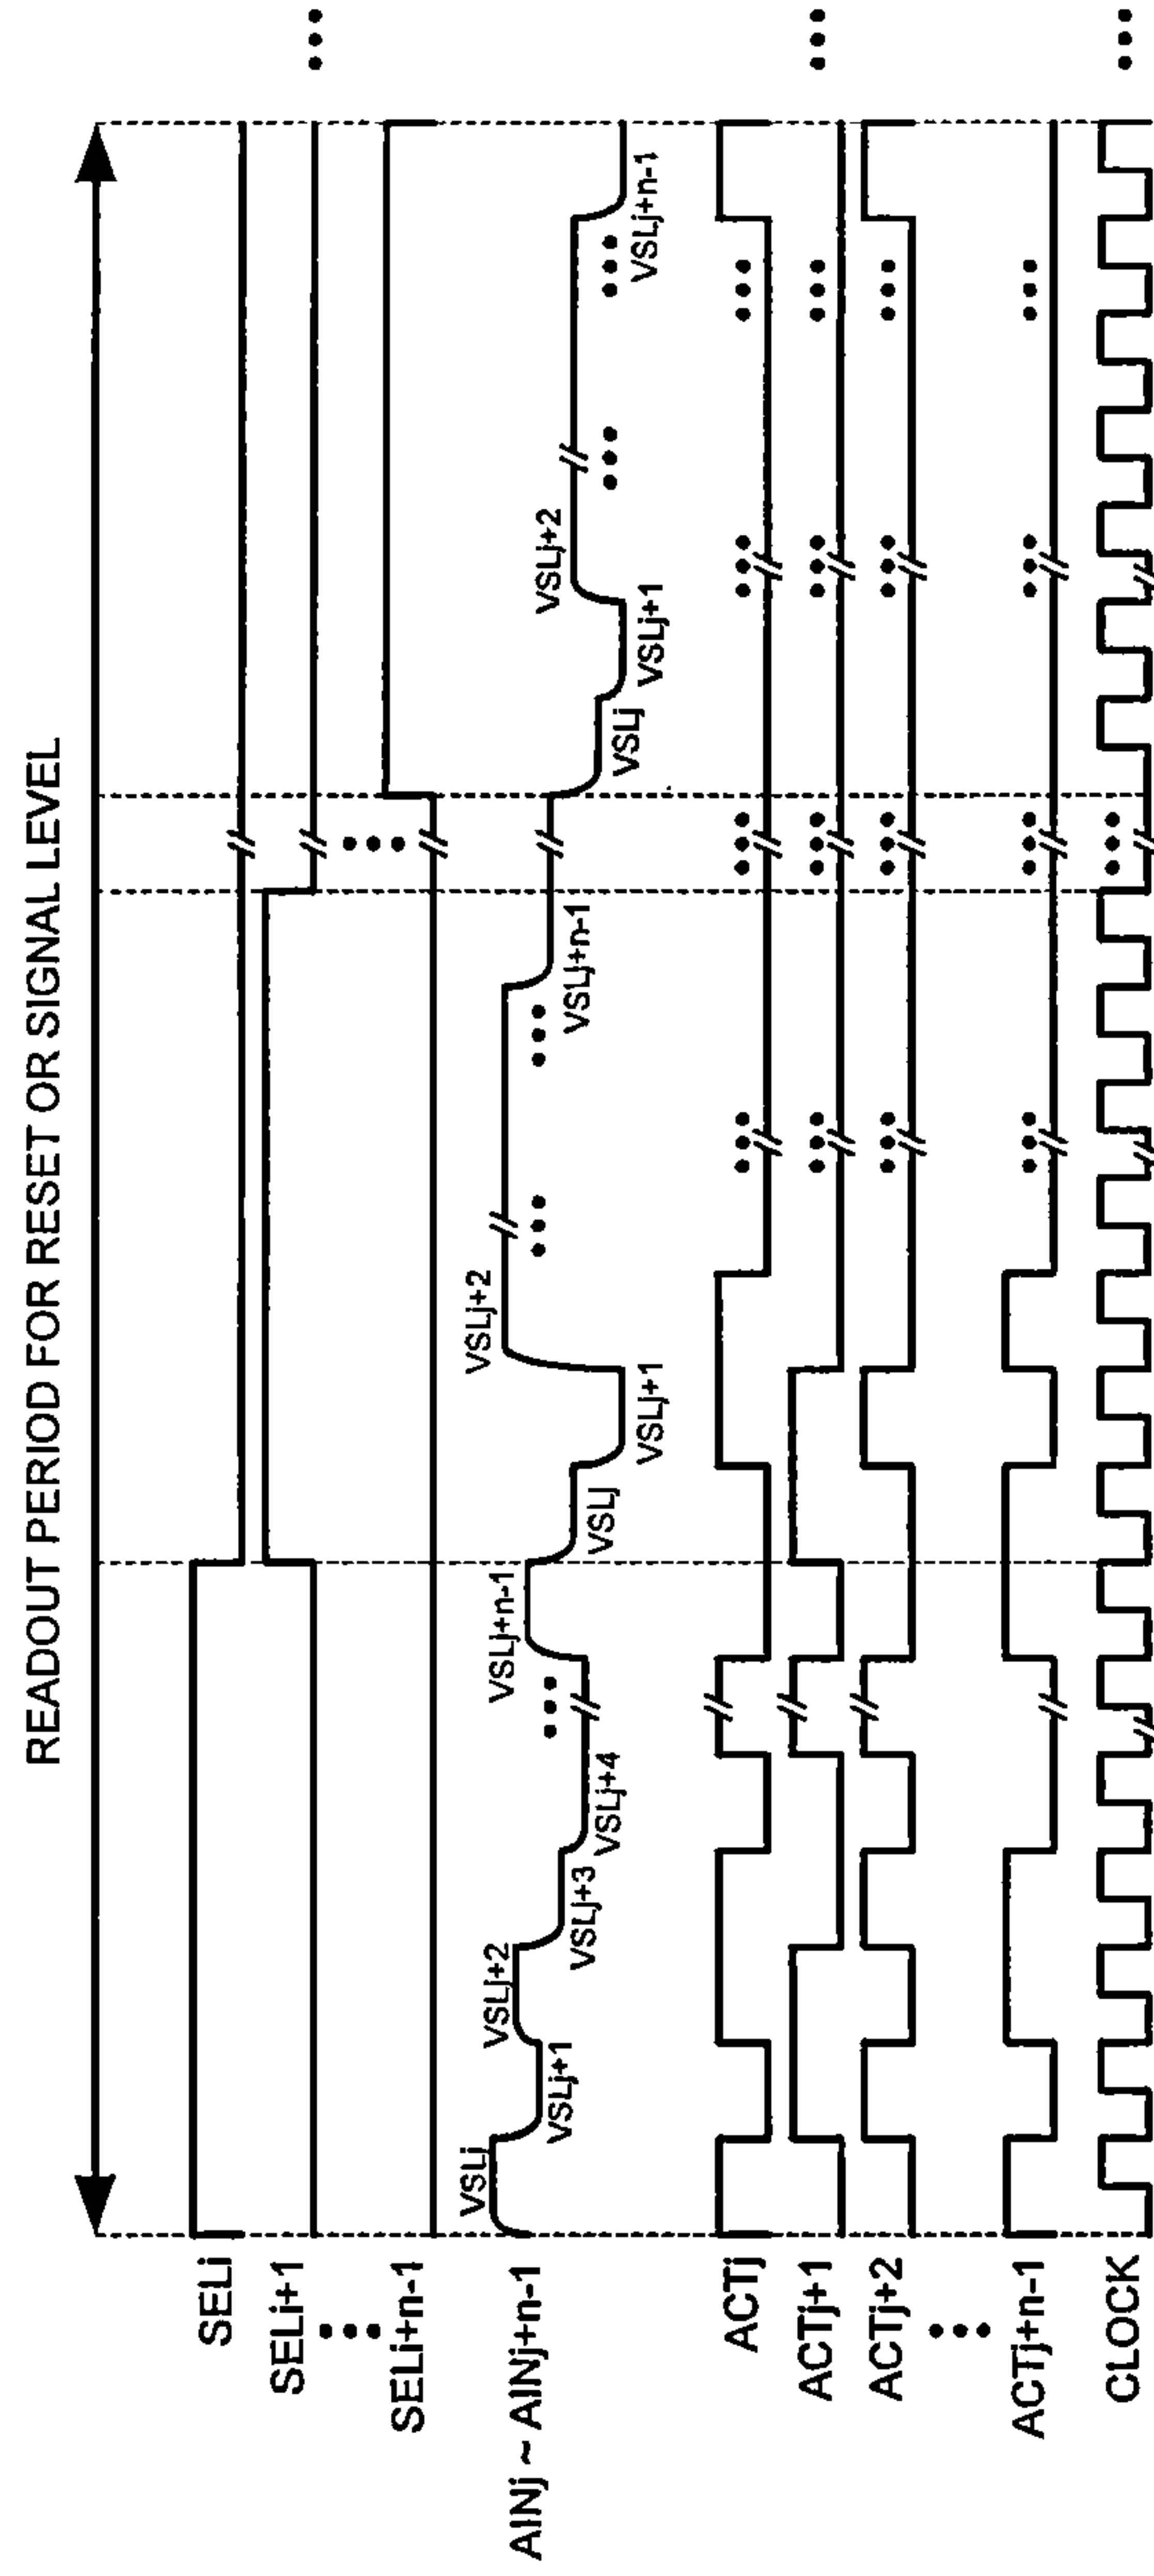 READOUT PERIOD FOR RESET OR SIGNAL LEVEL
SELi
SELi+1
SELi+n-1
AINj ~ AINj+n-1
VSLj
VSLj+1
VSLj+2
VSLj+3
VSLj+4
VSLj+n-1
VSLj
VSLj+1
VSLj+2
VSLj+n-1
VSLj
VSLj+1
VSLj+2
VSLj+n-1
ACTj
ACTj+1
ACTj+2
ACTj+n-1
CLOCK